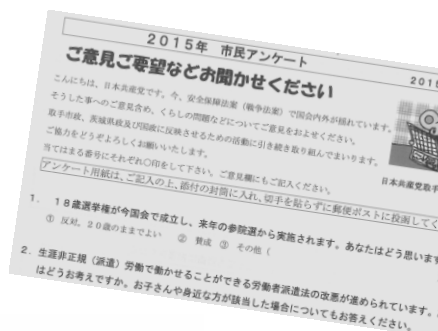 2015年 市民アンケート
ご意見ご要望などお聞かせください
2015
こんにちは、日本共産党です。今、安全保障法案（戦争法案）で国会内外が揺れています。
そうした事へのご意見含め、くらしの問題などについてご意見をおよせください。
取手市政、茨城県政及び国政に反映させるための活動に引き続き取り組んでまいります。
ご協力をどうぞよろしくお願いいたします。
当てはまる番号にそれぞれ○印をして下さい。ご意見欄にもご記入ください。
日本共産党取手
アンケート用紙は、ご記入の上、添付の封筒に入れ、切手を貼らずに郵便ポストに投函してく
1. 18歳選挙権が今国会で成立し、来年の参院選から実施されます。あなたはどう思います
① 反対。20歳のままでよい ② 賛成 ③ その他（
2. 生涯非正規（派遣）労働で働かせることができる労働者派遣法の改悪が進められています。
はどうお考えですか。お子さんや身近な方が該当した場合についてもお答えください。